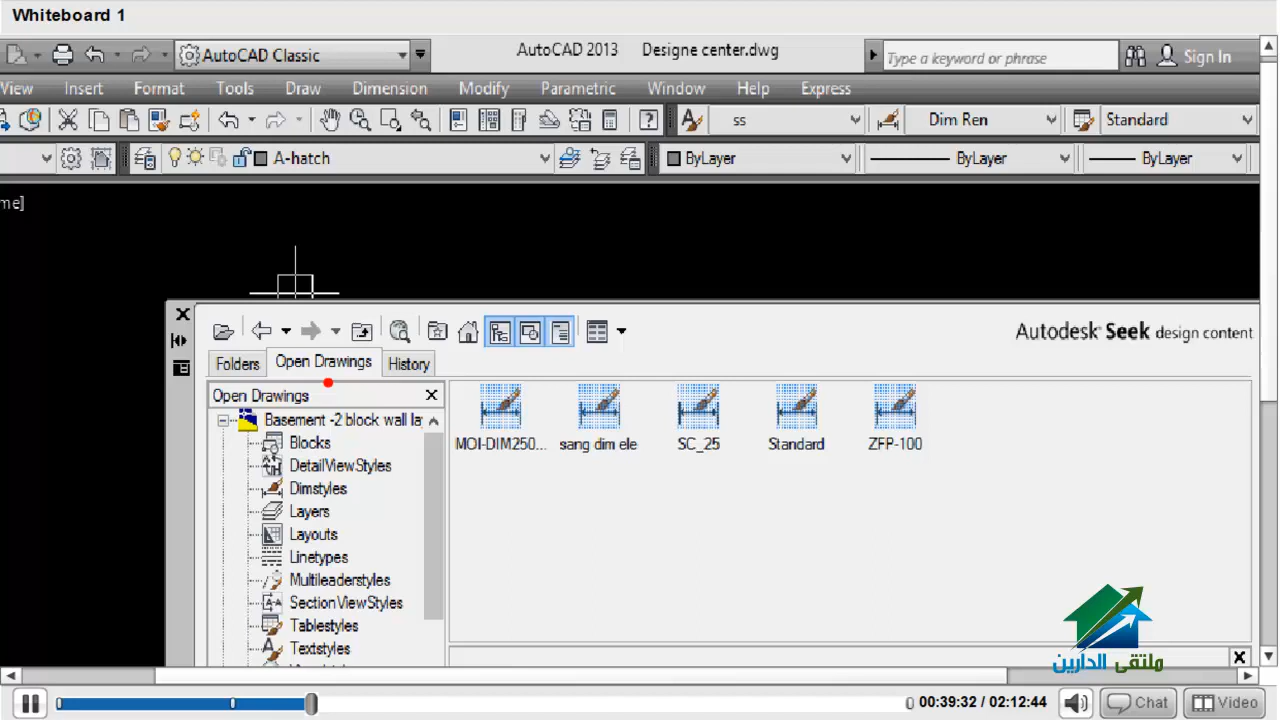 Whiteboard 1
AutoCAD Classic
AutoCAD 2013 Designe center.dwg
Type a keyword or phrase
Sign In
View Insert Format Tools Draw Dimension Modify Parametric Window Help Express
ss
Dim Ren
Standard
A-hatch
ByLayer
ByLayer
ByLayer
me]
Autodesk Seek design content
Folders Open Drawings History
Open Drawings
Basement -2 block wall lay
Blocks
DetailViewStyles
Dimstyles
Layers
Layouts
Linetypes
Multileaderstyles
SectionViewStyles
Tablestyles
Textstyles
MOI-DIM250... sang dim ele SC_25 Standard ZFP-100
ملتقى الدارين
00:39:32 / 02:12:44
Chat
Video